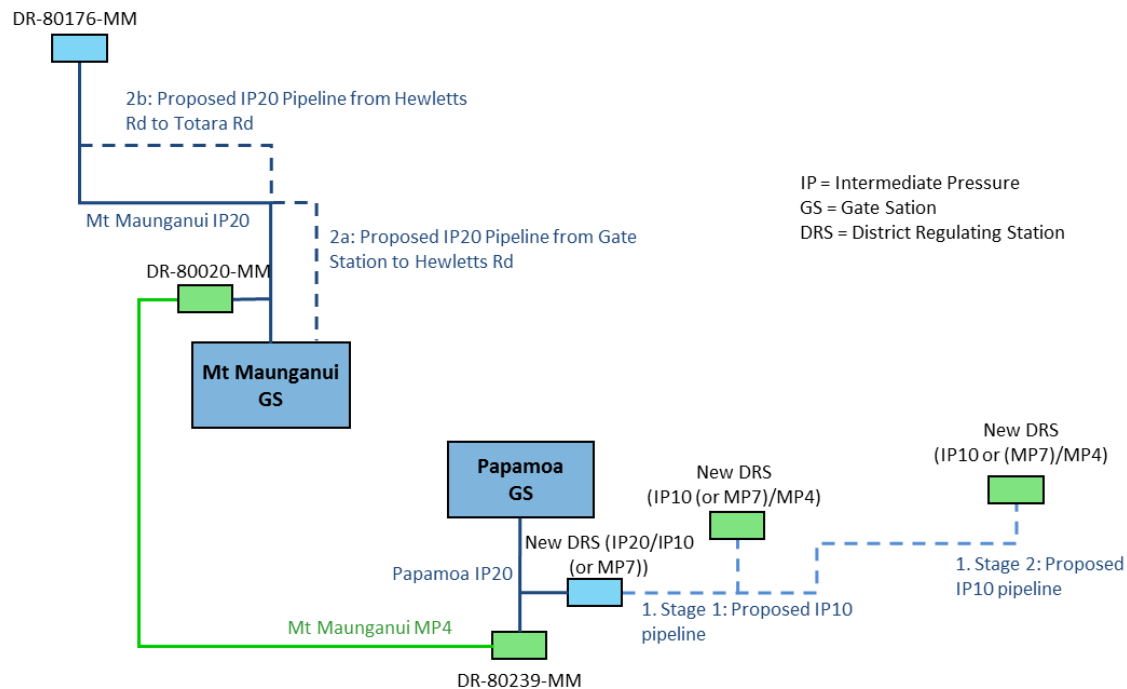 DR-80176-MM
2b: Proposed IP20 Pipeline from Hewletts
Rd to Totara Rd
IP = Intermediate Pressure
GS = Gate Sation
DRS = District Regulating Station
Mt Maunganui IP20
2a: Proposed IP20 Pipeline from Gate
Station to Hewletts Rd
DR-80020-MM
Mt Maunganui
GS
Papamoa
GS
New DRS
(IP10 (or MP7)/MP4)
New DRS
(IP10 or (MP7)/MP4)
New DRS (IP20/IP10
(or MP7))
Papamoa IP20
1. Stage 1: Proposed IP10
pipeline
1. Stage 2: Proposed
IP10 pipeline
Mt Maunganui MP4
DR-80239-MM